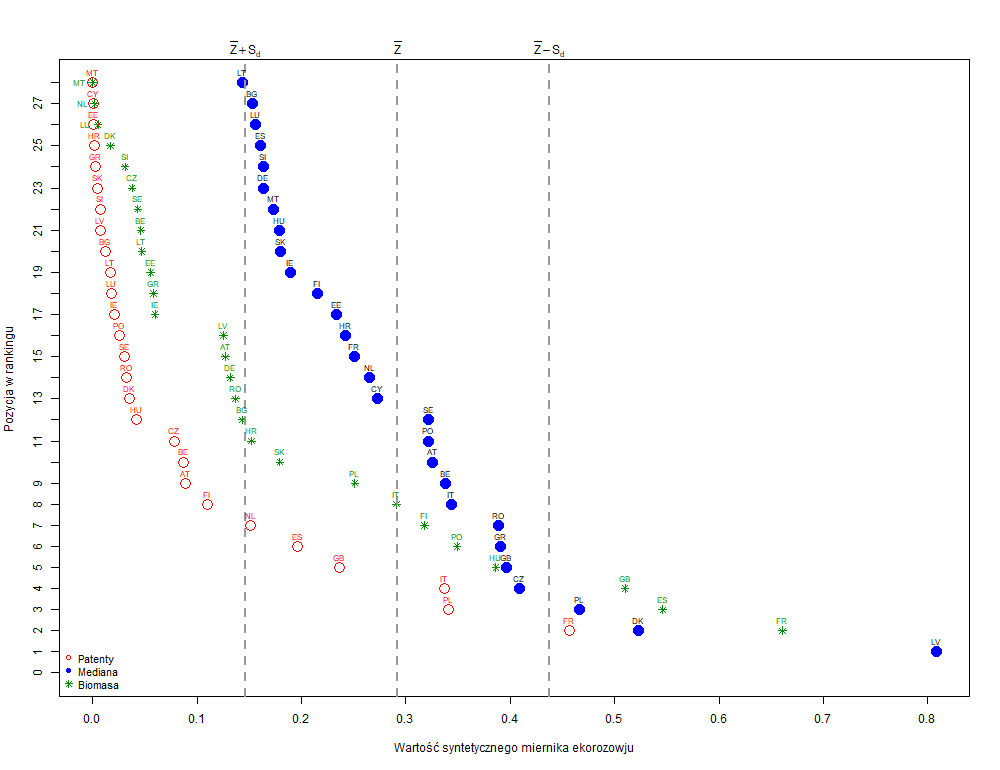 Z̅ + Sd Z̅ Z̅ − Sd
MT LT
MT
CY BG
27 NL
EE LU
HR DK ES
25
GR SI SI
SK CZ DE
23
SI SE MT
LV BE HU
21
BG LT SK
LT EE IE
19
LU GR FI
IE IE EE
17
PO LV HR
SE AT FR
15
RO DE NL
DK RO CY
13
HU BG SE
CZ HR PO
11
BE SK AT
AT PL BE
9
FI IT IT
8
NL FI RO
7
ES PO GR
6
GB HU GB
5
IT CZ GB
4
PL PL ES
3
FR DK FR
2
LV
1
0
Patenty
Mediana
Biomasa
0.0 0.1 0.2 0.3 0.4 0.5 0.6 0.7 0.8
Pozycja w rankingu
Wartość syntetycznego miernika ekorozowju